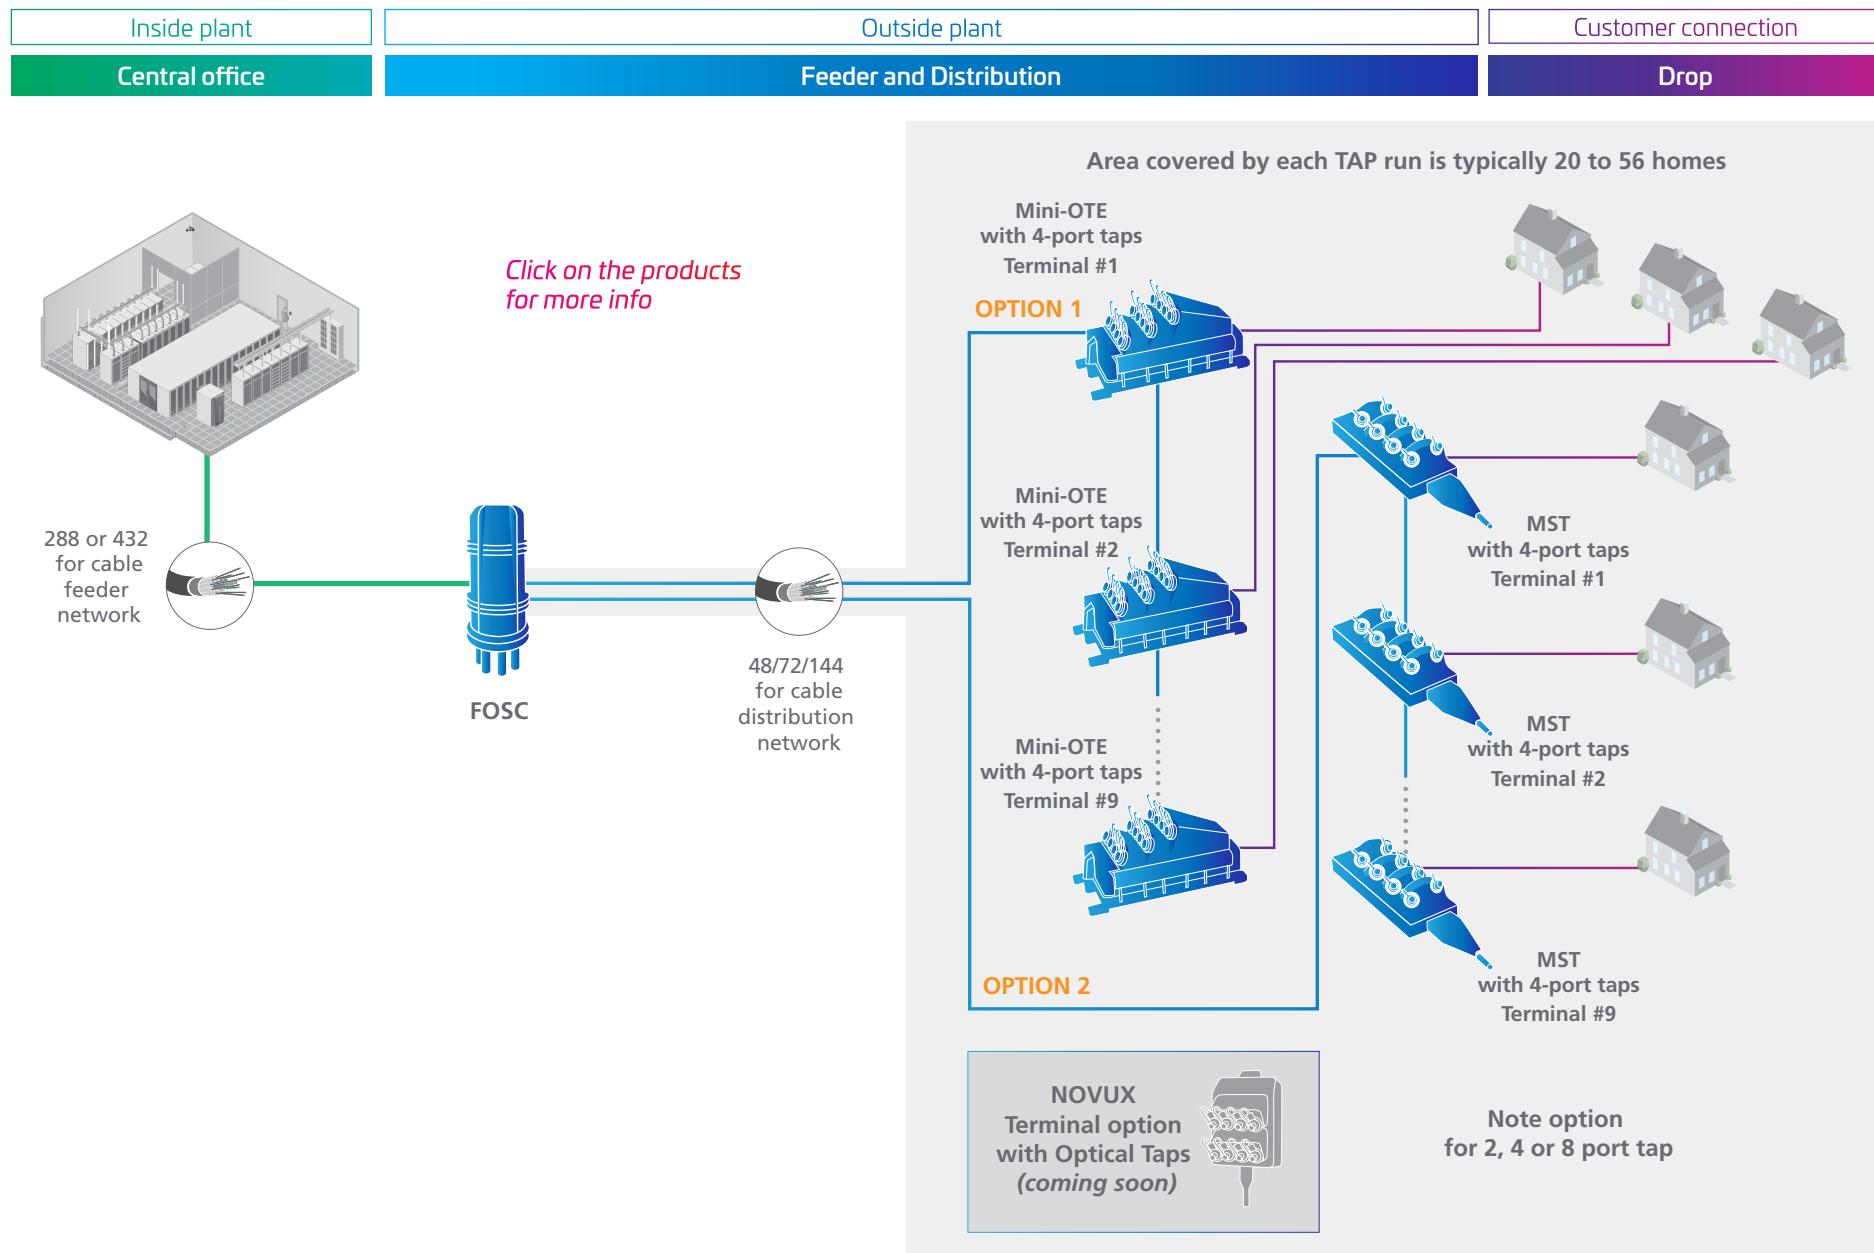 Inside plant
Outside plant
Customer connection
Central office
Feeder and Distribution
Drop
Area covered by each TAP run is typically 20 to 56 homes
Click on the products
for more info
Mini-OTE
with 4-port taps
Terminal #1
OPTION 1
Mini-OTE
with 4-port taps
Terminal #2
288 or 432
for cable
feeder
network
FOSC
48/72/144
for cable
distribution
network
MST
with 4-port taps
Terminal #1
Mini-OTE
with 4-port taps
Terminal #9
MST
with 4-port taps
Terminal #2
OPTION 2
MST
with 4-port taps
Terminal #9
NOVUX
Terminal option
with Optical Taps
(coming soon)
Note option
for 2, 4 or 8 port tap